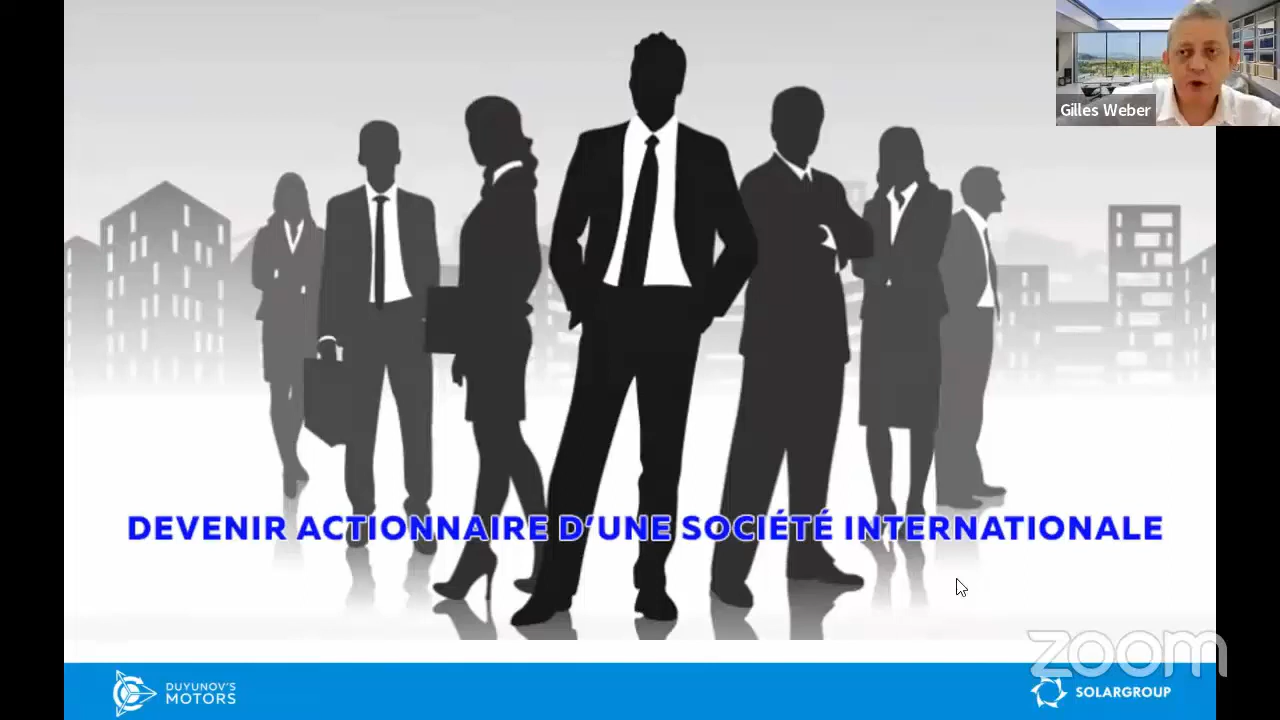 Gilles Weber
DEVENIR ACTIONNAIRE D'UNE SOCIÉTÉ INTERNATIONALE
zoom
DUYUNOV'S
MOTORS
SOLARGROUP